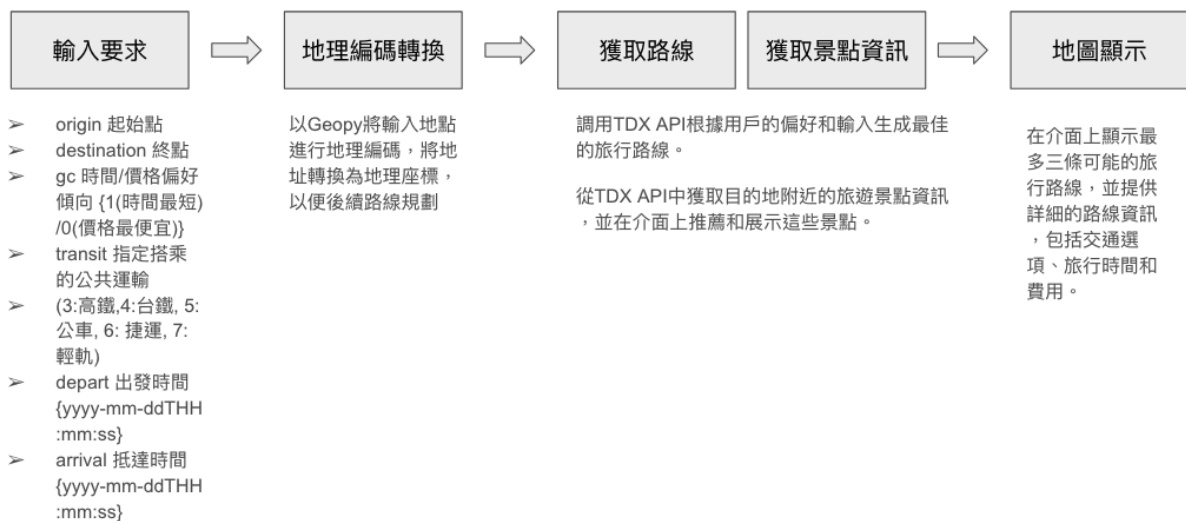 輸入要求
地理編碼轉換
獲取路線
獲取景點資訊
地圖顯示
➢ origin 起始點
➢ destination 終點
➢ gc 時間/價格偏好
傾向 {1(時間最短)
/0(價格最便宜)}
➢ transit 指定搭乘
的公共運輸
➢ (3:高鐵,4:台鐵, 5:
公車, 6: 捷運, 7:
輕軌)
➢ depart 出發時間
{yyyy-mm-ddTHH
:mm:ss}
➢ arrival 抵達時間
{yyyy-mm-ddTHH
:mm:ss}
以Geopy將輸入地點
進行地理編碼，將地
址轉換為地理座標，
以便後續路線規劃
調用TDX API根據用戶的偏好和輸入生成最佳
的旅行路線。
從TDX API中獲取目的地附近的旅遊景點資訊
，並在介面上推薦和展示這些景點。
在介面上顯示最
多三條可能的旅
行路線，並提供
詳細的路線資訊
，包括交通選
項、旅行時間和
費用。